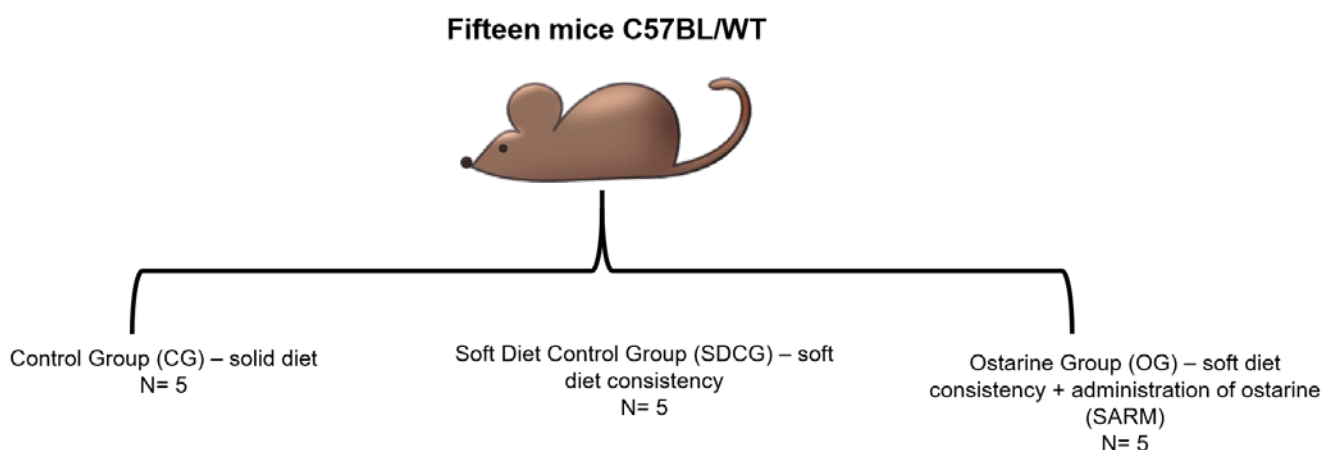 Fifteen mice C57BL/WT
Control Group (CG) – solid diet
N= 5
Soft Diet Control Group (SDCG) – soft
diet consistency
N= 5
Ostarine Group (OG) – soft diet
consistency + administration of ostarine
(SARM)
N= 5